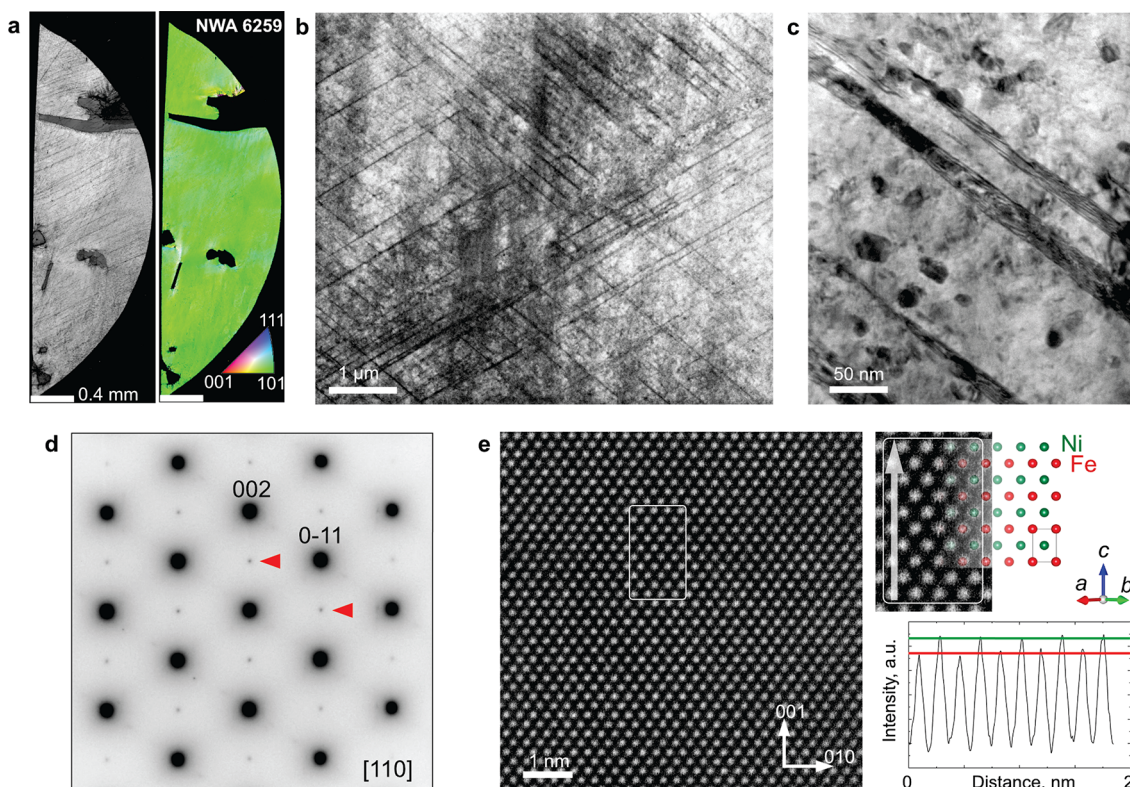 a
NWA 6259
111
001
101
0.4 mm
b
1 µm
c
50 nm
d
002
0-11
[110]
e
001
010
1 nm
Ni
Fe
c
a
b
Intensity, a.u.
0
Distance, nm
2